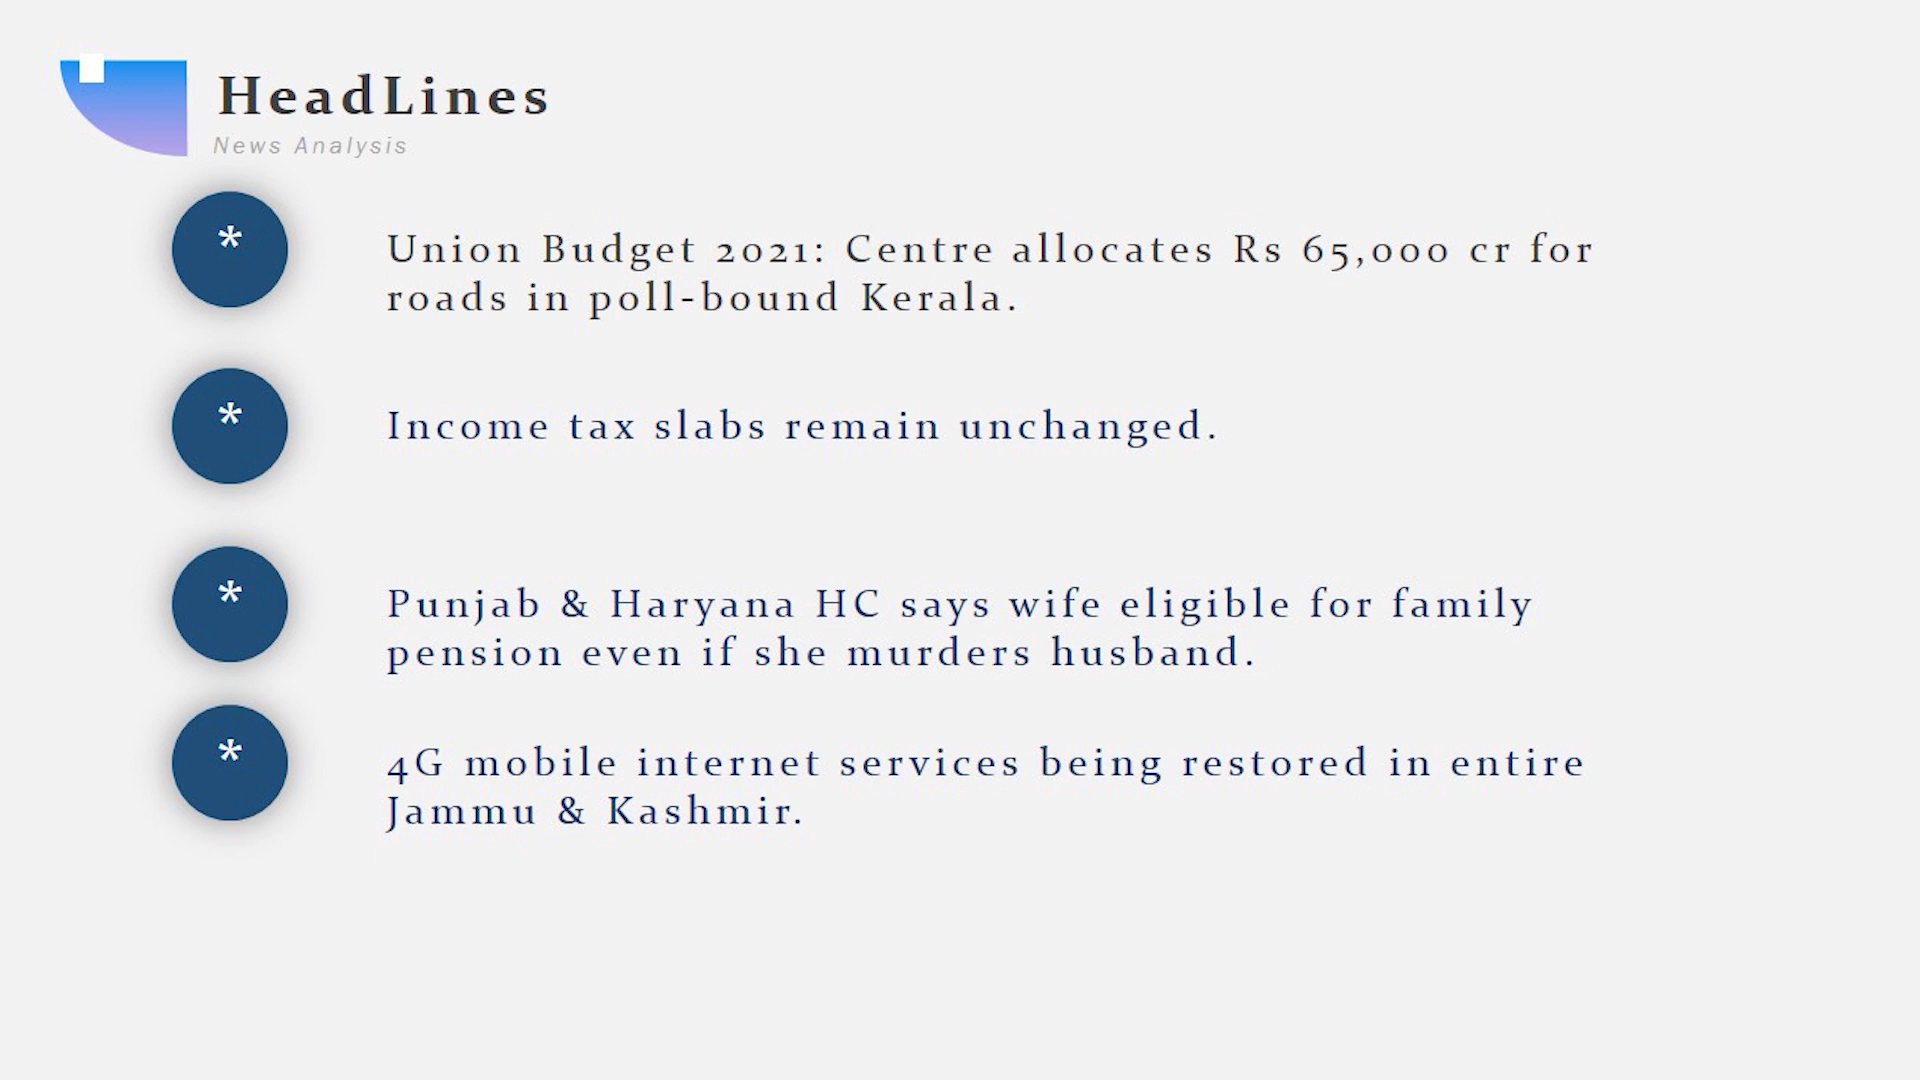 HeadLines
News Analysis
* Union Budget 2021: Centre allocates Rs 65,000 cr for
roads in poll-bound Kerala.
* Income tax slabs remain unchanged.
* Punjab & Haryana HC says wife eligible for family
pension even if she murders husband.
* 4G mobile internet services being restored in entire
Jammu & Kashmir.